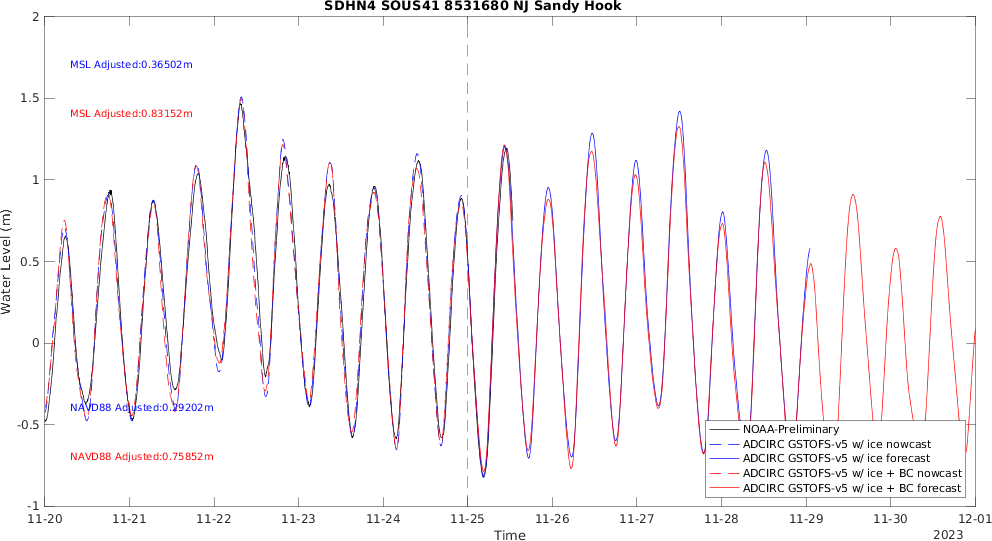 SDHN4 SOUS41 8531680 NJ Sandy Hook
2
MSL Adjusted:0.36502m
1.5
MSL Adjusted:0.83152m
1
0.5
Water Level (m)
0
NAVD88 Adjusted:0.29202m
-0.5
NAVD88 Adjusted:0.75852m
NOAA-Preliminary
ADCIRC GSTOFS-v5 w/ ice nowcast
ADCIRC GSTOFS-v5 w/ ice forecast
ADCIRC GSTOFS-v5 w/ ice + BC nowcast
ADCIRC GSTOFS-v5 w/ ice + BC forecast
-1
11-20 11-21 11-22 11-23 11-24 11-25 11-26 11-27 11-28 11-29 11-30 12-01
Time
2023